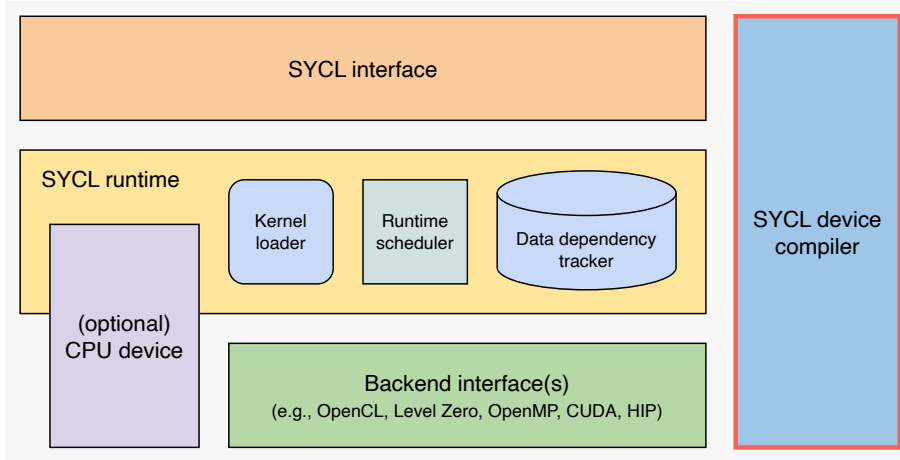 SYCL interface
SYCL runtime
Kernel
loader
Runtime
scheduler
Data dependency
tracker
(optional)
CPU device
Backend interface(s)
(e.g., OpenCL, Level Zero, OpenMP, CUDA, HIP)
SYCL device
compiler